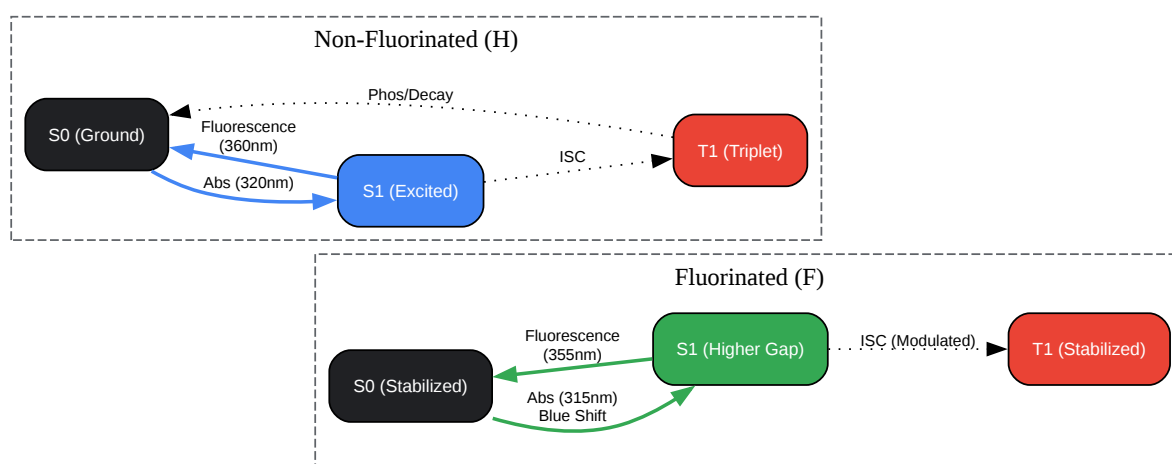 Non-Fluorinated (H)
Phos/Decay
S0 (Ground)
Fluorescence
(360nm)
ISC
T1 (Triplet)
Abs (320nm)
S1 (Excited)
Fluorinated (F)
Fluorescence
(355nm)
S1 (Higher Gap)
ISC (Modulated)
T1 (Stabilized)
S0 (Stabilized)
Abs (315nm)
Blue Shift